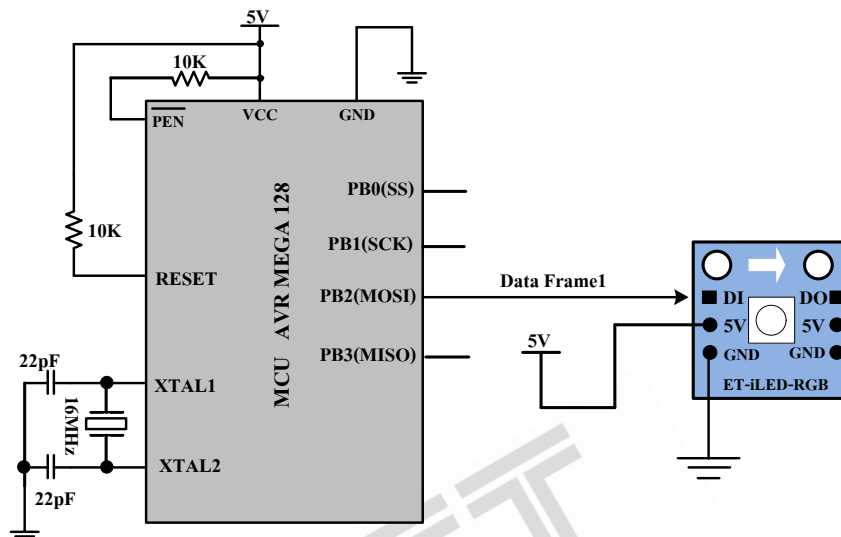 5V
10K
PEN
VCC
GND
PB0(SS)
10K
PB1(SCK)
RESET
MCU AVR MEGA 128
PB2(MOSI)
Data Frame1
DI
DO
5V
5V
5V
GND
GND
PB3(MISO)
ET-iLED-RGB
22pF
XTAL1
16MHz
XTAL2
22pF
ET